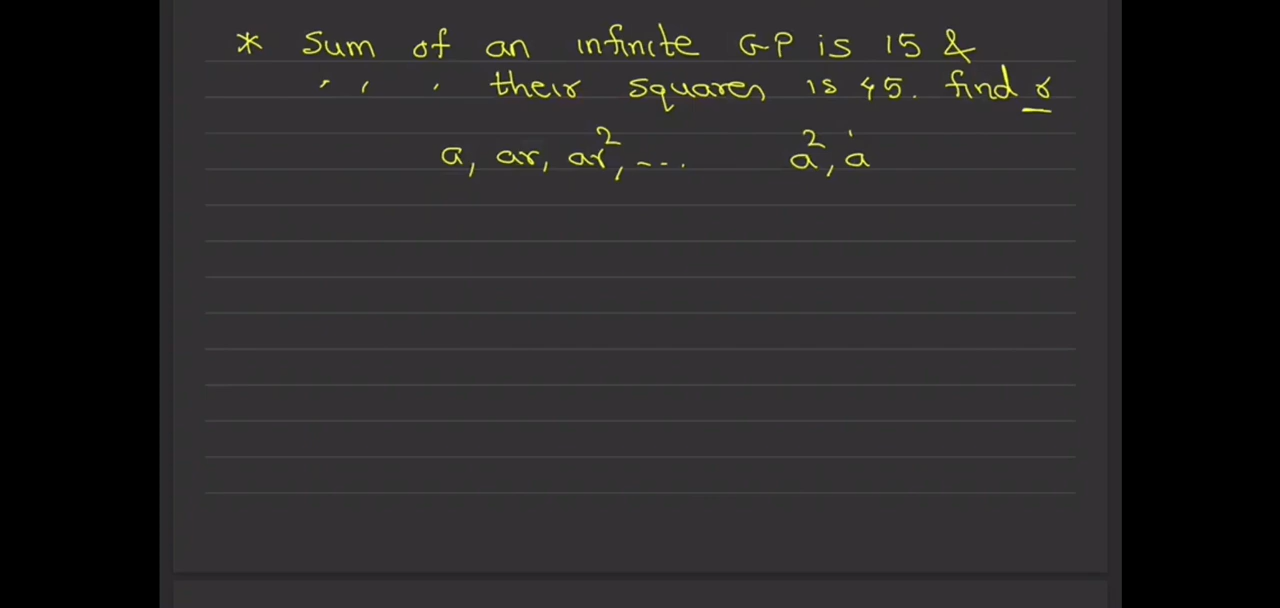 * Sum of an infinite GP is 15 &
" " " their squares is 45. find r
a, ar, ar², --- a², a